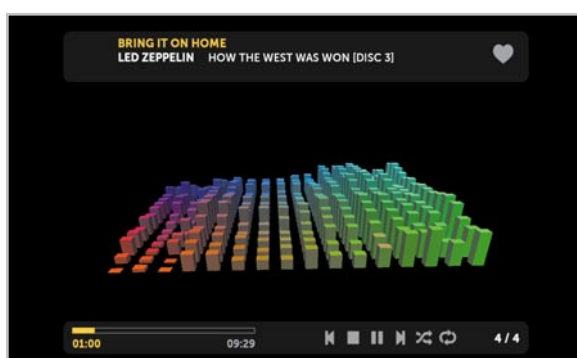 BRING IT ON HOME
LED ZEPPELIN HOW THE WEST WAS WON [DISC 3]
01:00 09:29 4/4